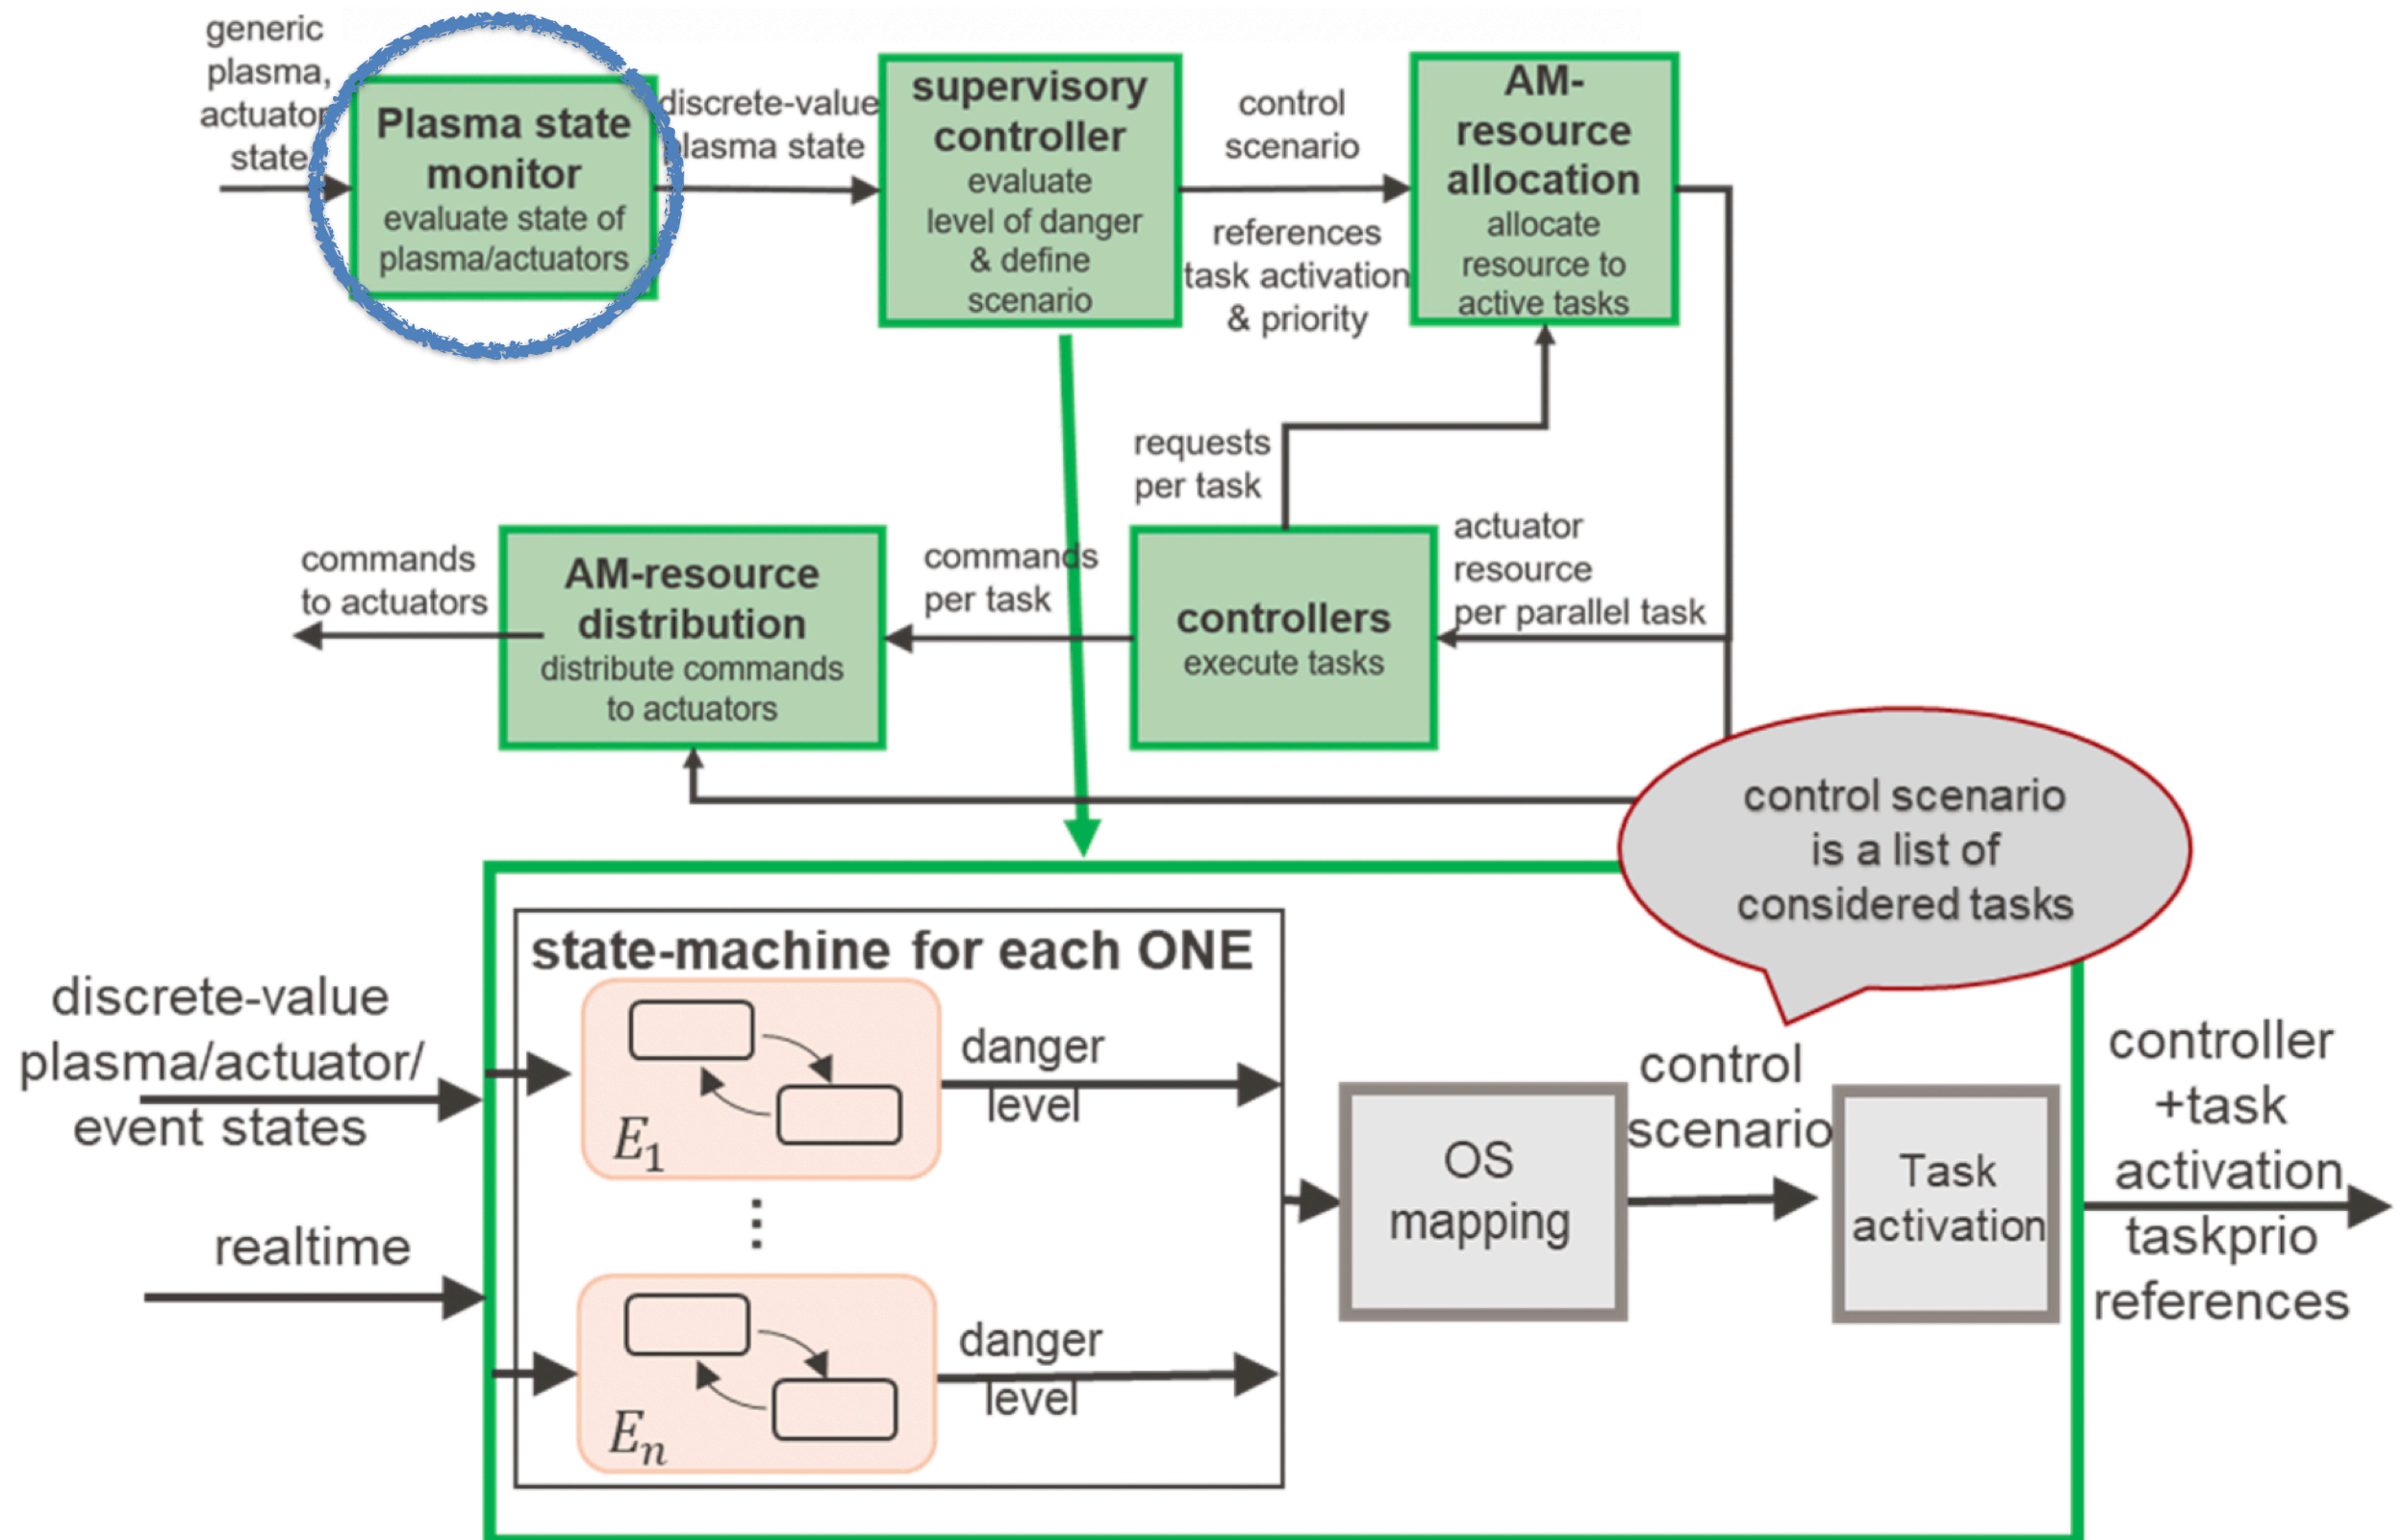 generic
plasma,
actuator
state
Plasma state
monitor
evaluate state of
plasma/actuators
discrete-value
plasma state
supervisory
controller
evaluate
level of danger
& define
scenario
control
scenario
references
task activation
& priority
AM-
resource
allocation
allocate
resource to
active tasks
requests
per task
actuator
resource
per parallel task
controllers
execute tasks
commands
per task
AM-resource
distribution
distribute commands
to actuators
commands
to actuators
control scenario
is a list of
considered tasks
state-machine for each ONE
discrete-value
plasma/actuator/
event states
realtime
E1
danger
level
⋮
En
danger
level
OS
mapping
control
scenario
Task
activation
controller
+task
activation
taskprio
references